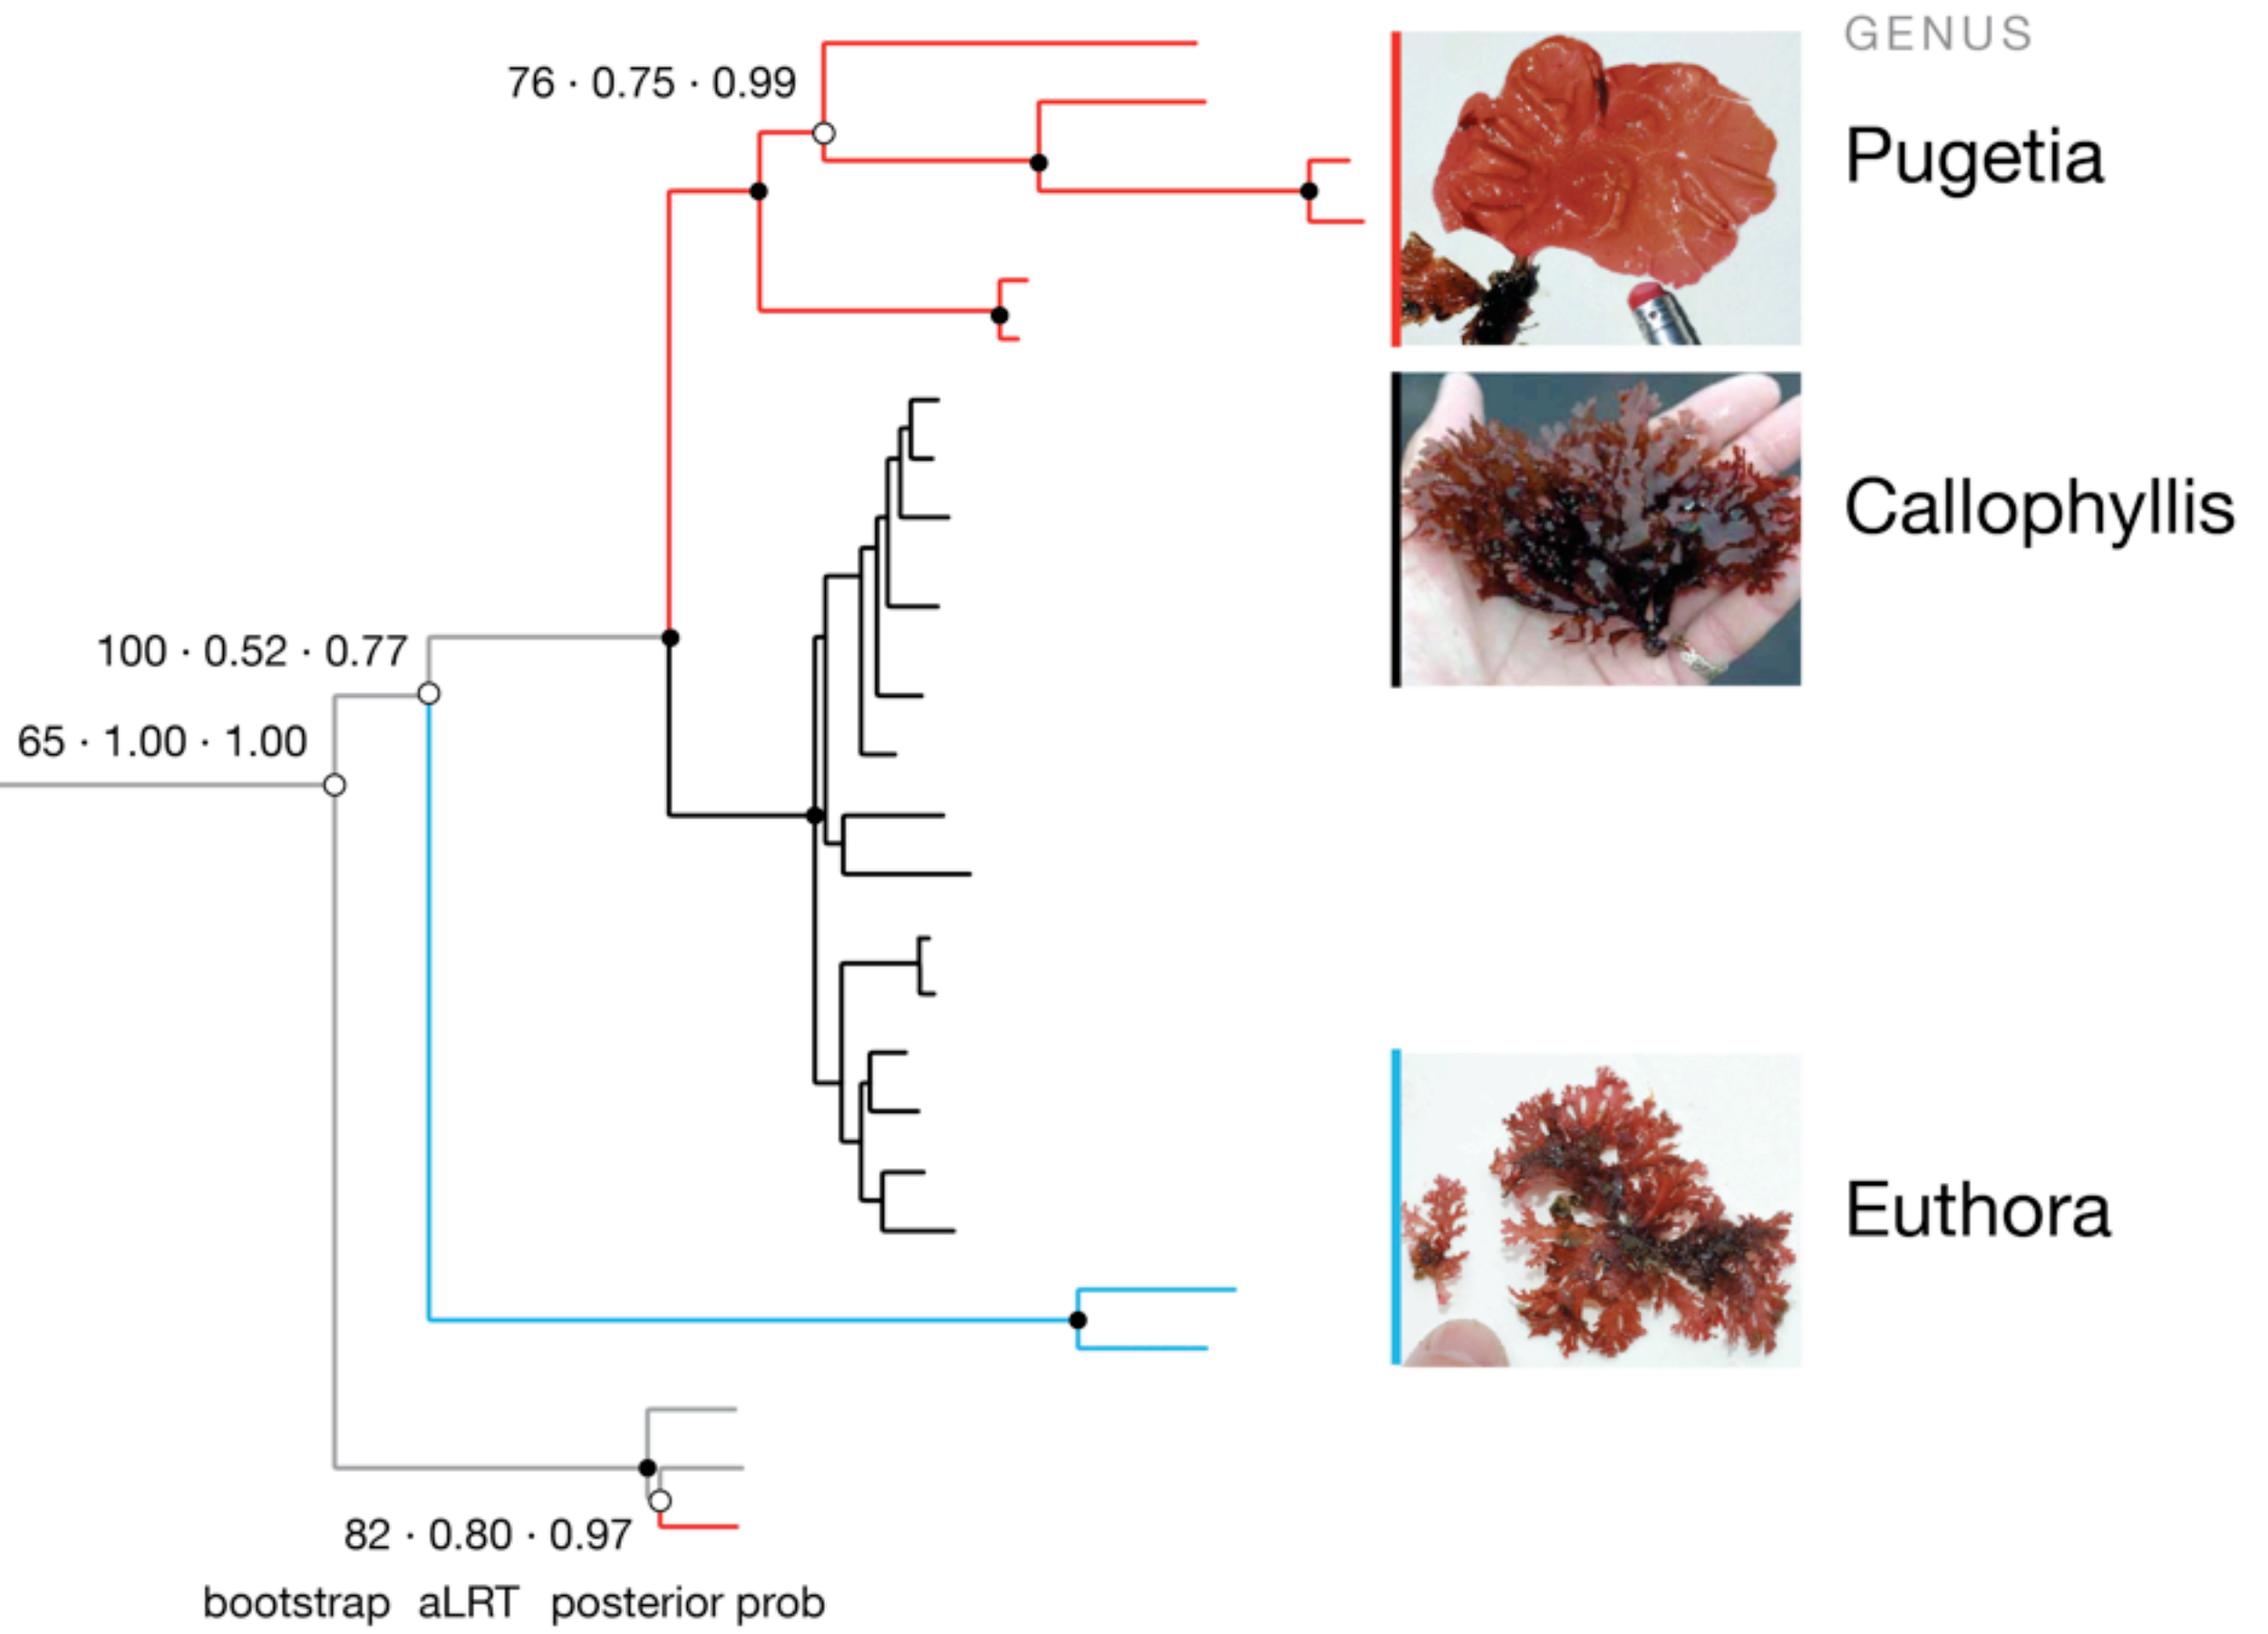 GENUS
76 · 0.75 · 0.99
Pugetia
Callophyllis
100 · 0.52 · 0.77
65 · 1.00 · 1.00
Euthora
82 · 0.80 · 0.97
bootstrap aLRT posterior prob